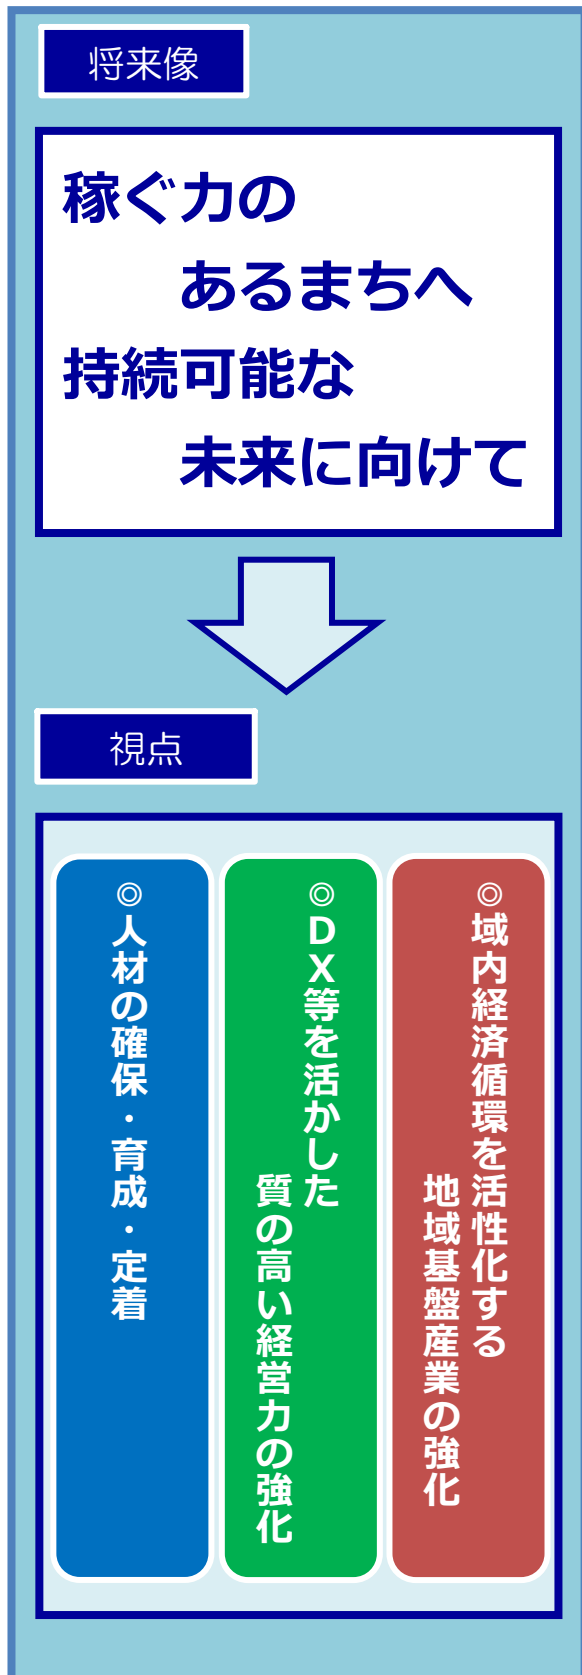 将来像
稼ぐ力の
あるまちへ
持続可能な
未来に向けて
視点
◎域内経済循環を活性化する
地域基盤産業の強化
◎DX等を活かした
質の高い経営力の強化
◎人材の確保・育成・定着